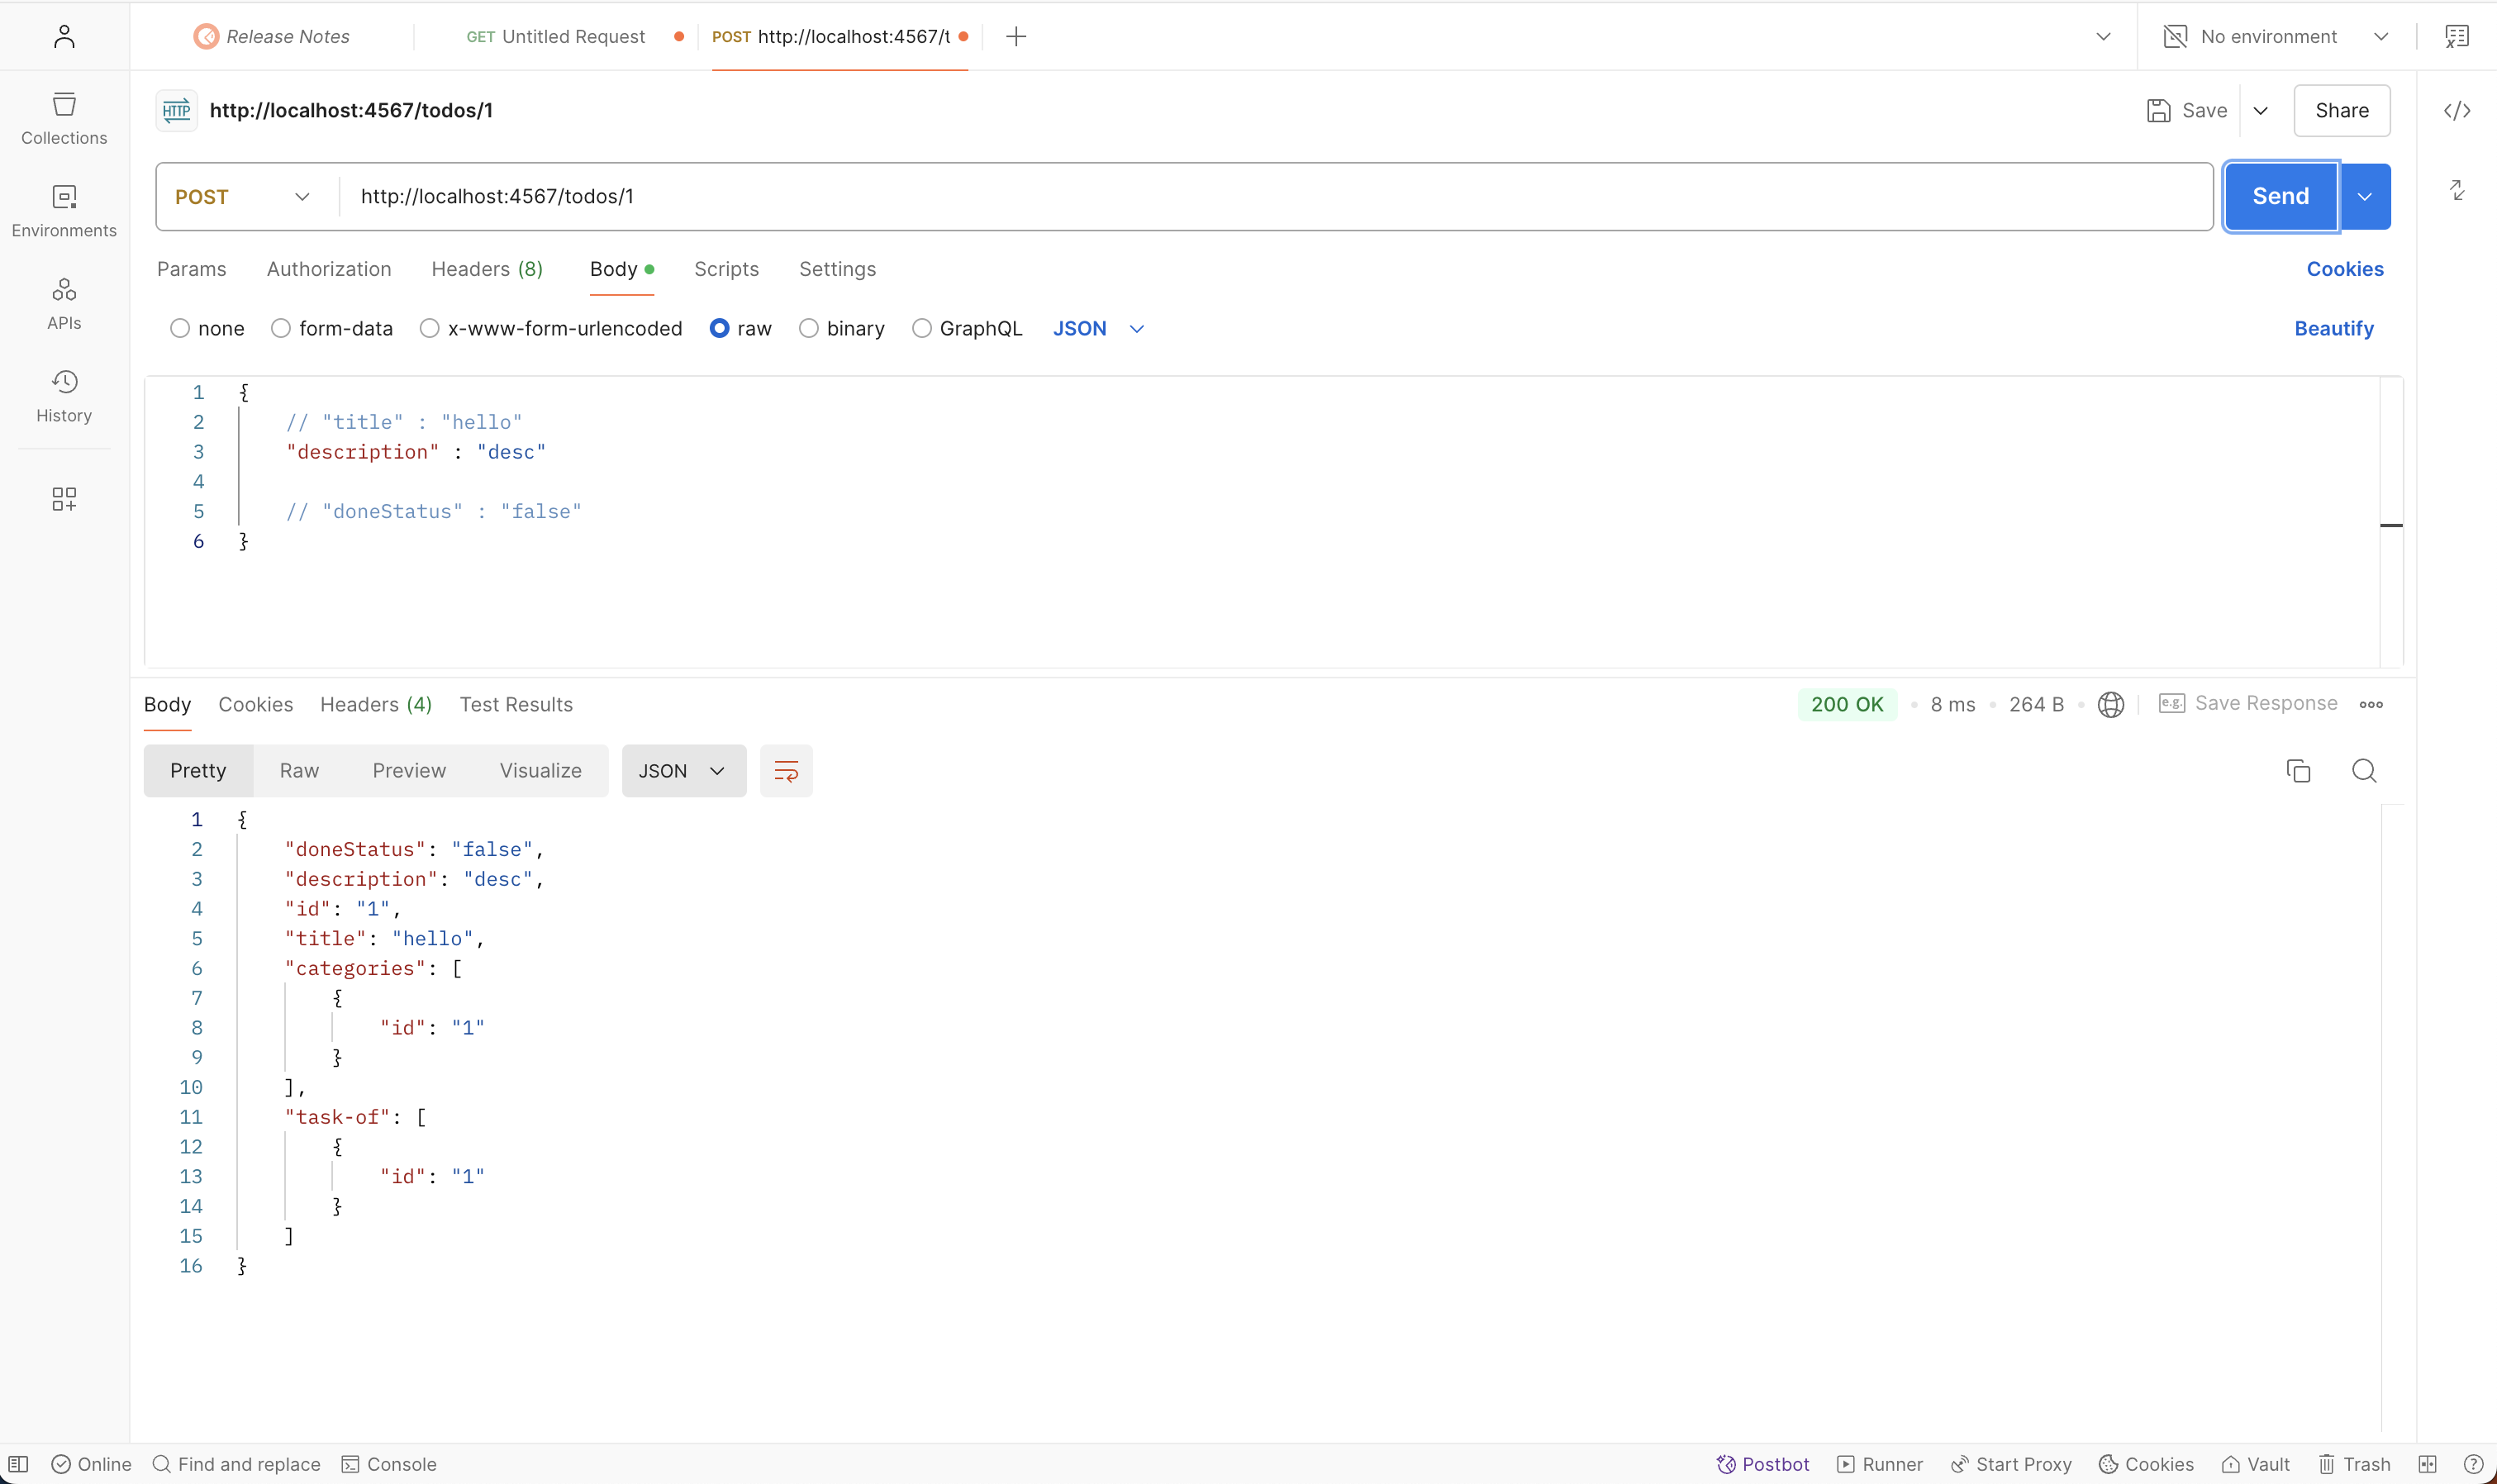 Release Notes
GET Untitled Request
POST http://localhost:4567/t
No environment
HTTP http://localhost:4567/todos/1
Save
Share
Collections
Environments
APIs
History
POST http://localhost:4567/todos/1
Send
Params Authorization Headers (8) Body Scripts Settings
Cookies
none form-data x-www-form-urlencoded raw binary GraphQL JSON
Beautify
1 {
2 // "title" : "hello"
3 "description" : "desc"
4
5 // "doneStatus" : "false"
6 }
Body Cookies Headers (4) Test Results
200 OK • 8 ms • 264 B •
e.g. Save Response
Pretty Raw Preview Visualize JSON
1 {
2 "doneStatus": "false",
3 "description": "desc",
4 "id": "1",
5 "title": "hello",
6 "categories": [
7 {
8 "id": "1"
9 }
10 ],
11 "task-of": [
12 {
13 "id": "1"
14 }
15 ]
16 }
Online Find and replace Console
Postbot Runner Start Proxy Cookies Vault Trash